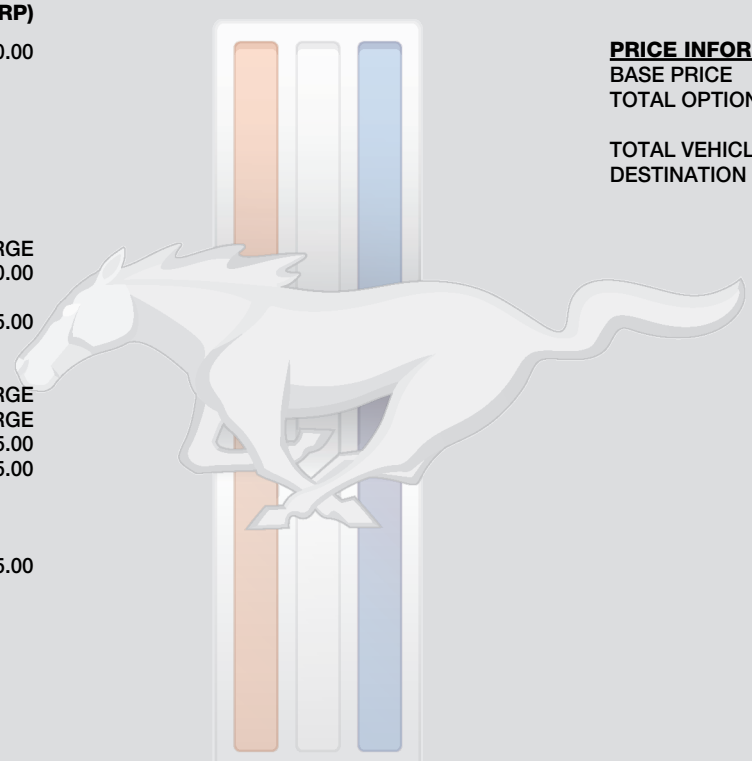 RP)
0.00
RGE
0.00
5.00
RGE
RGE
5.00
5.00
5.00
PRICE INFOR
BASE PRICE
TOTAL OPTION
TOTAL VEHICL
DESTINATION